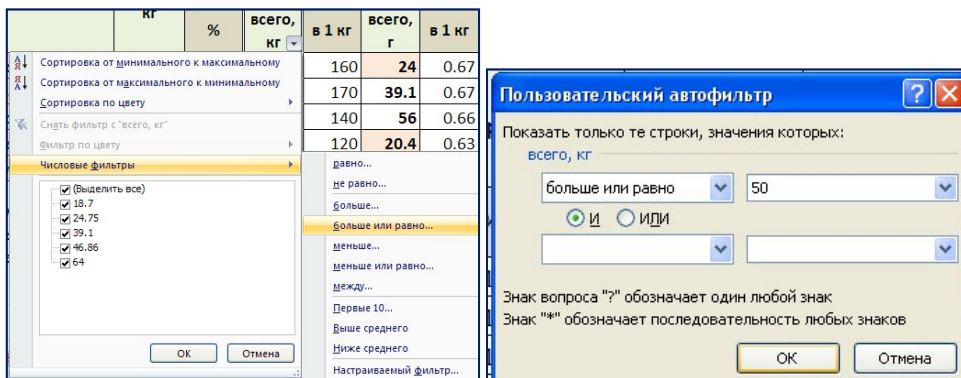 кг
%
всего,
кг
в 1 кг
всего,
г
в 1 кг
Сортировка от минимального к максимальному
Сортировка от максимального к минимальному
Сортировка по цвету
Снять фильтр с "всего, кг"
Фильтр по цвету
Числовые фильтры
(Выделить все)
18.7
24.75
39.1
46.86
64
ОК
Отмена
160 24 0.67
170 39.1 0.67
140 56 0.66
120 20.4 0.63
равно...
не равно...
больше...
больше или равно...
меньше...
меньше или равно...
между...
Первые 10...
Выше среднего
Ниже среднего
Настраиваемый фильтр...
Пользовательский автофильтр
Показать только те строки, значения которых:
всего, кг
больше или равно 50
И ИЛИ
Знак вопроса "?" обозначает один любой знак
Знак "*" обозначает последовательность любых знаков
ОК Отмена